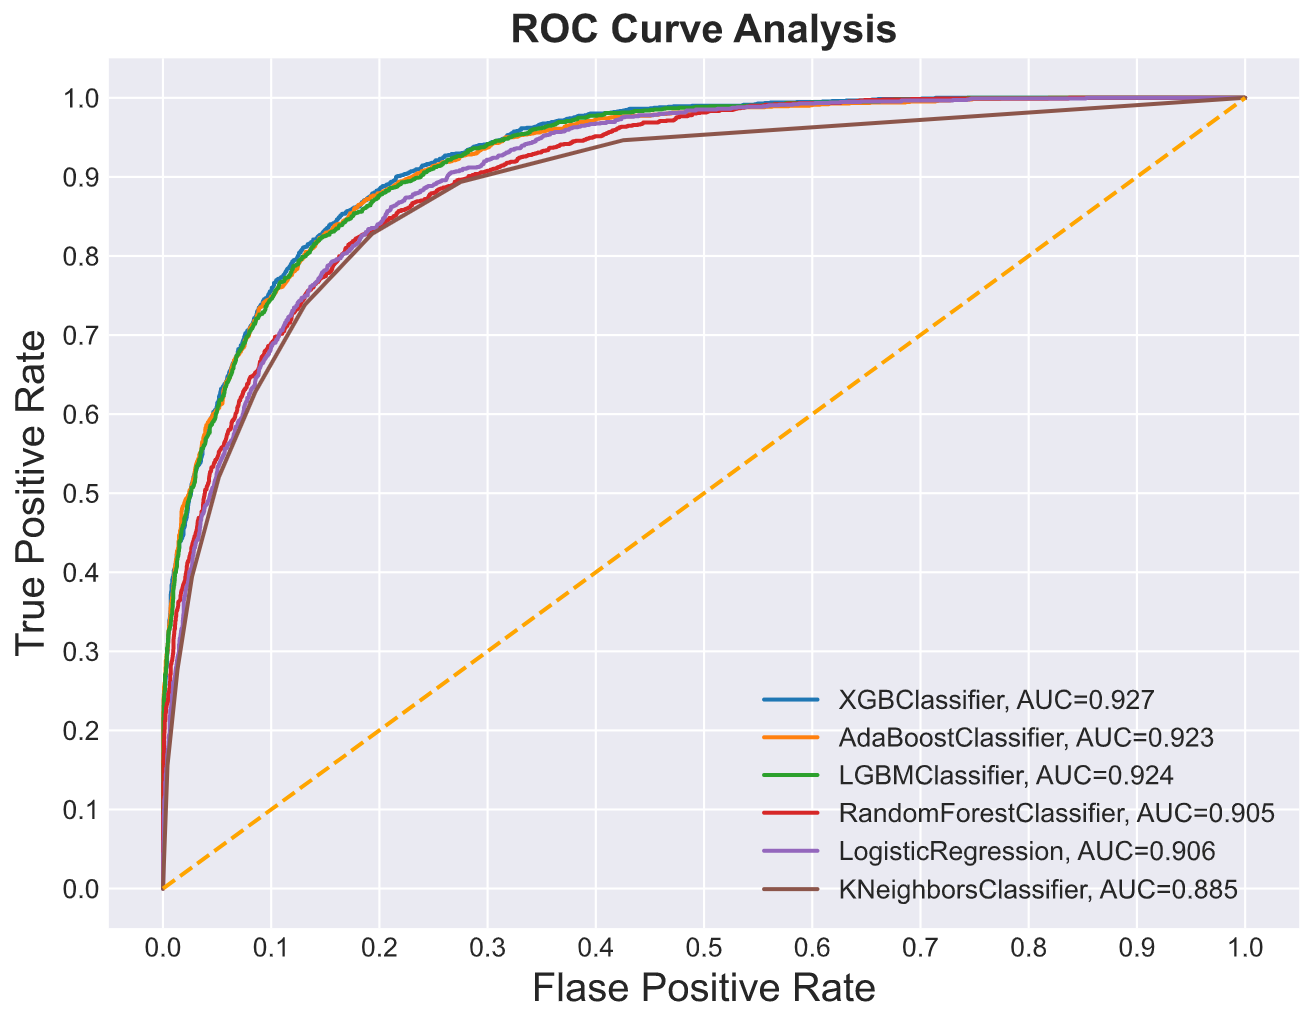 ROC Curve Analysis
1.0
0.9
0.8
0.7
0.6
0.5
0.4
0.3
0.2
0.1
0.0
True Positive Rate
XGBClassifier, AUC=0.927
AdaBoostClassifier, AUC=0.923
LGBMClassifier, AUC=0.924
RandomForestClassifier, AUC=0.905
LogisticRegression, AUC=0.906
KNeighborsClassifier, AUC=0.885
0.0 0.1 0.2 0.3 0.4 0.5 0.6 0.7 0.8 0.9 1.0
Flase Positive Rate